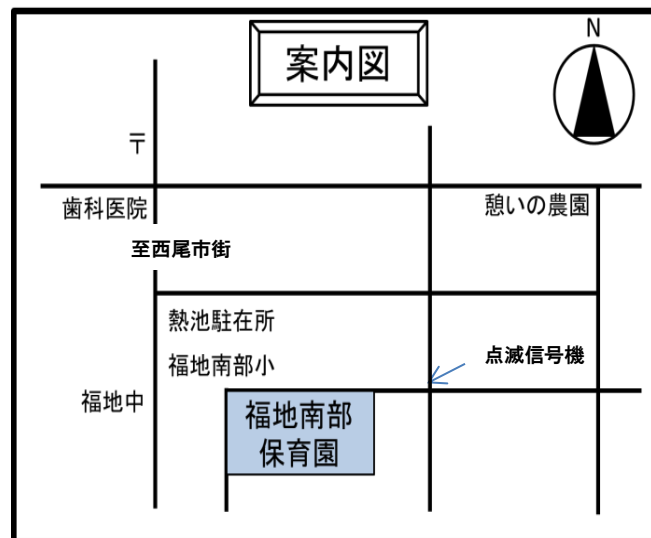 案内図
N
〒
歯科医院
憩いの農園
至西尾市街
熱池駐在所
福地南部小
点滅信号機
福地中
福地南部
保育園